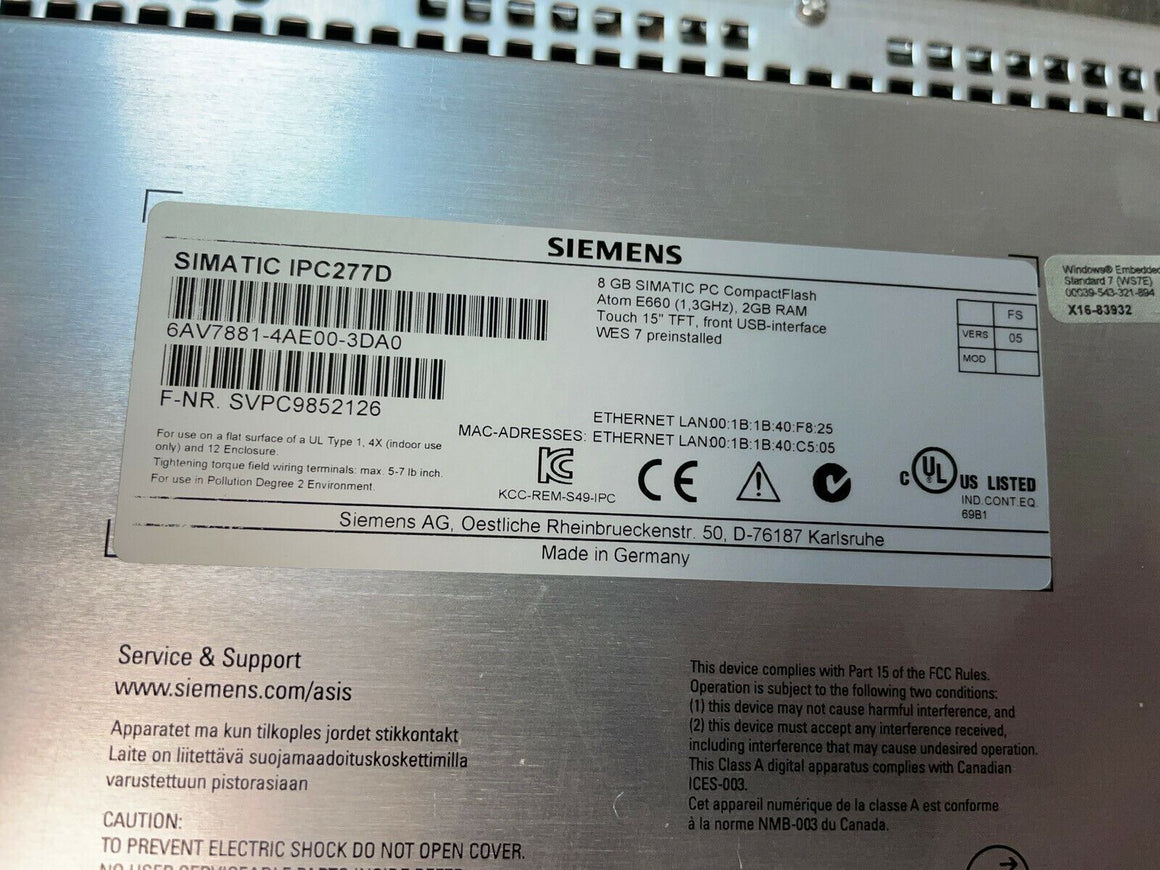 SIEMENS
SIMATIC IPC277D
6AV7881-4AE00-3DA0
F-NR. SVPC9852126
8 GB SIMATIC PC CompactFlash
Atom E660 (1,3GHz), 2GB RAM
Touch 15" TFT, front USB-interface
WES 7 preinstalled
FS
VERS 05
MOD
Windows® Embedded
Standard 7 (WS7E)
00039-543-321-894
X16-83932
ETHERNET LAN:00:1B:1B:40:F8:25
MAC-ADRESSES: ETHERNET LAN:00:1B:1B:40:C5:05
For use on a flat surface of a UL Type 1, 4X (indoor use
only) and 12 Enclosure.
Tightening torque field wiring terminals: max. 5-7 lb inch.
For use in Pollution Degree 2 Environment.
KCC-REM-S49-IPC
CE
C UL US LISTED
IND.CONT.EQ.
69B1
Siemens AG, Oestliche Rheinbrueckenstr. 50, D-76187 Karlsruhe
Made in Germany
Service & Support
www.siemens.com/asis
Apparatet ma kun tilkoples jordet stikkontakt
Laite on liitettävä suojamaadoituskoskettimilla
varustettuun pistorasiaan
CAUTION:
TO PREVENT ELECTRIC SHOCK DO NOT OPEN COVER.
This device complies with Part 15 of the FCC Rules.
Operation is subject to the following two conditions:
(1) this device may not cause harmful interference, and
(2) this device must accept any interference received,
including interference that may cause undesired operation.
This Class A digital apparatus complies with Canadian
ICES-003.
Cet appareil numérique de la classe A est conforme
à la norme NMB-003 du Canada.